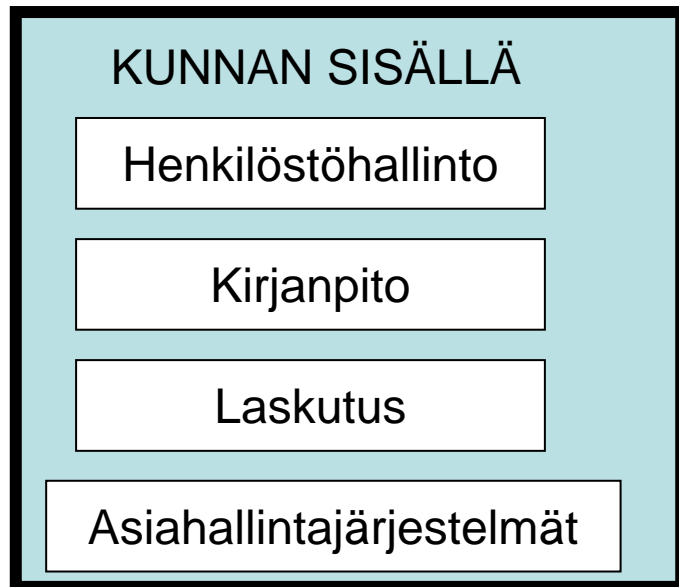 KUNNAN SISÄLLÄ
Henkilöstöhallinto
Kirjanpito
Laskutus
Asiahallintajärjestelmät